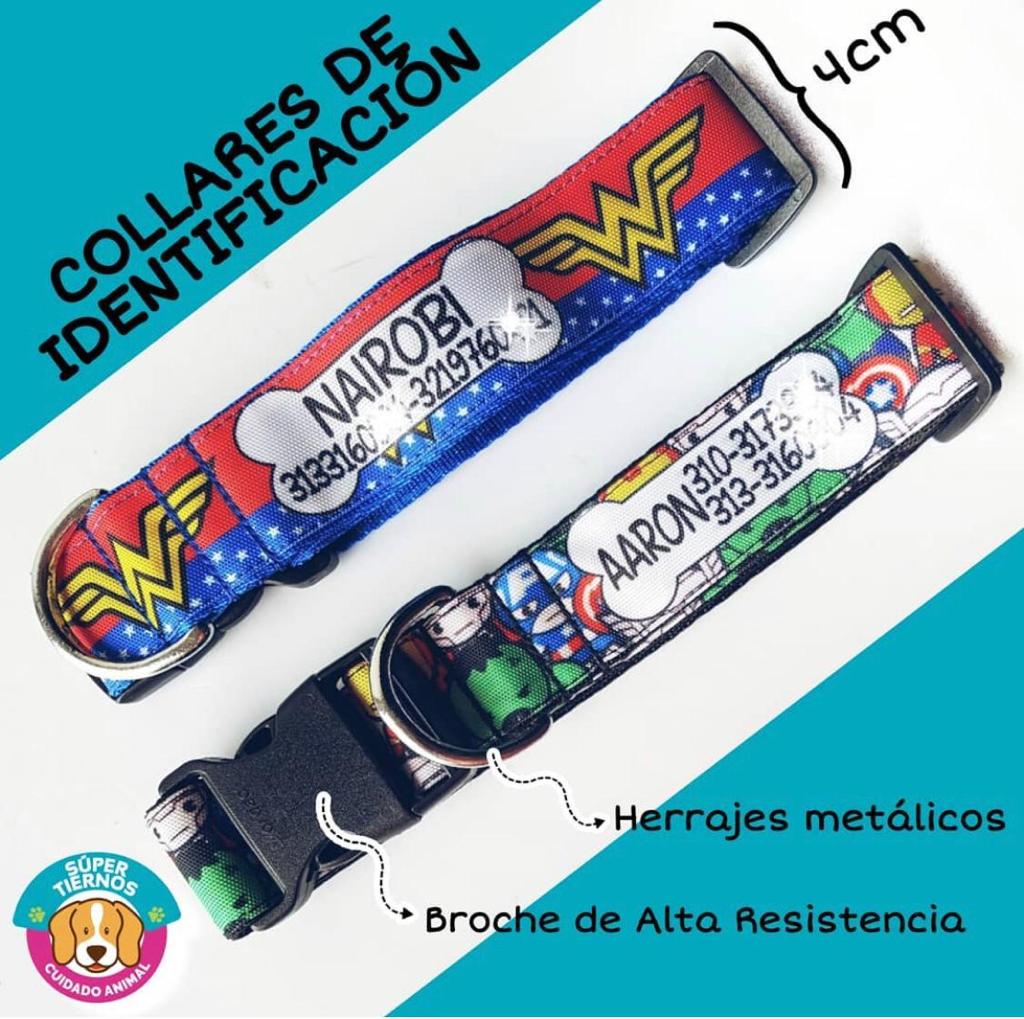 COLLARES DE
IDENTIFICACIÓN
4cm
NAIROBI
AARON
Herrajes metálicos
Broche de Alta Resistencia
SÚPER
TIERNOS
CUIDADO ANIMAL